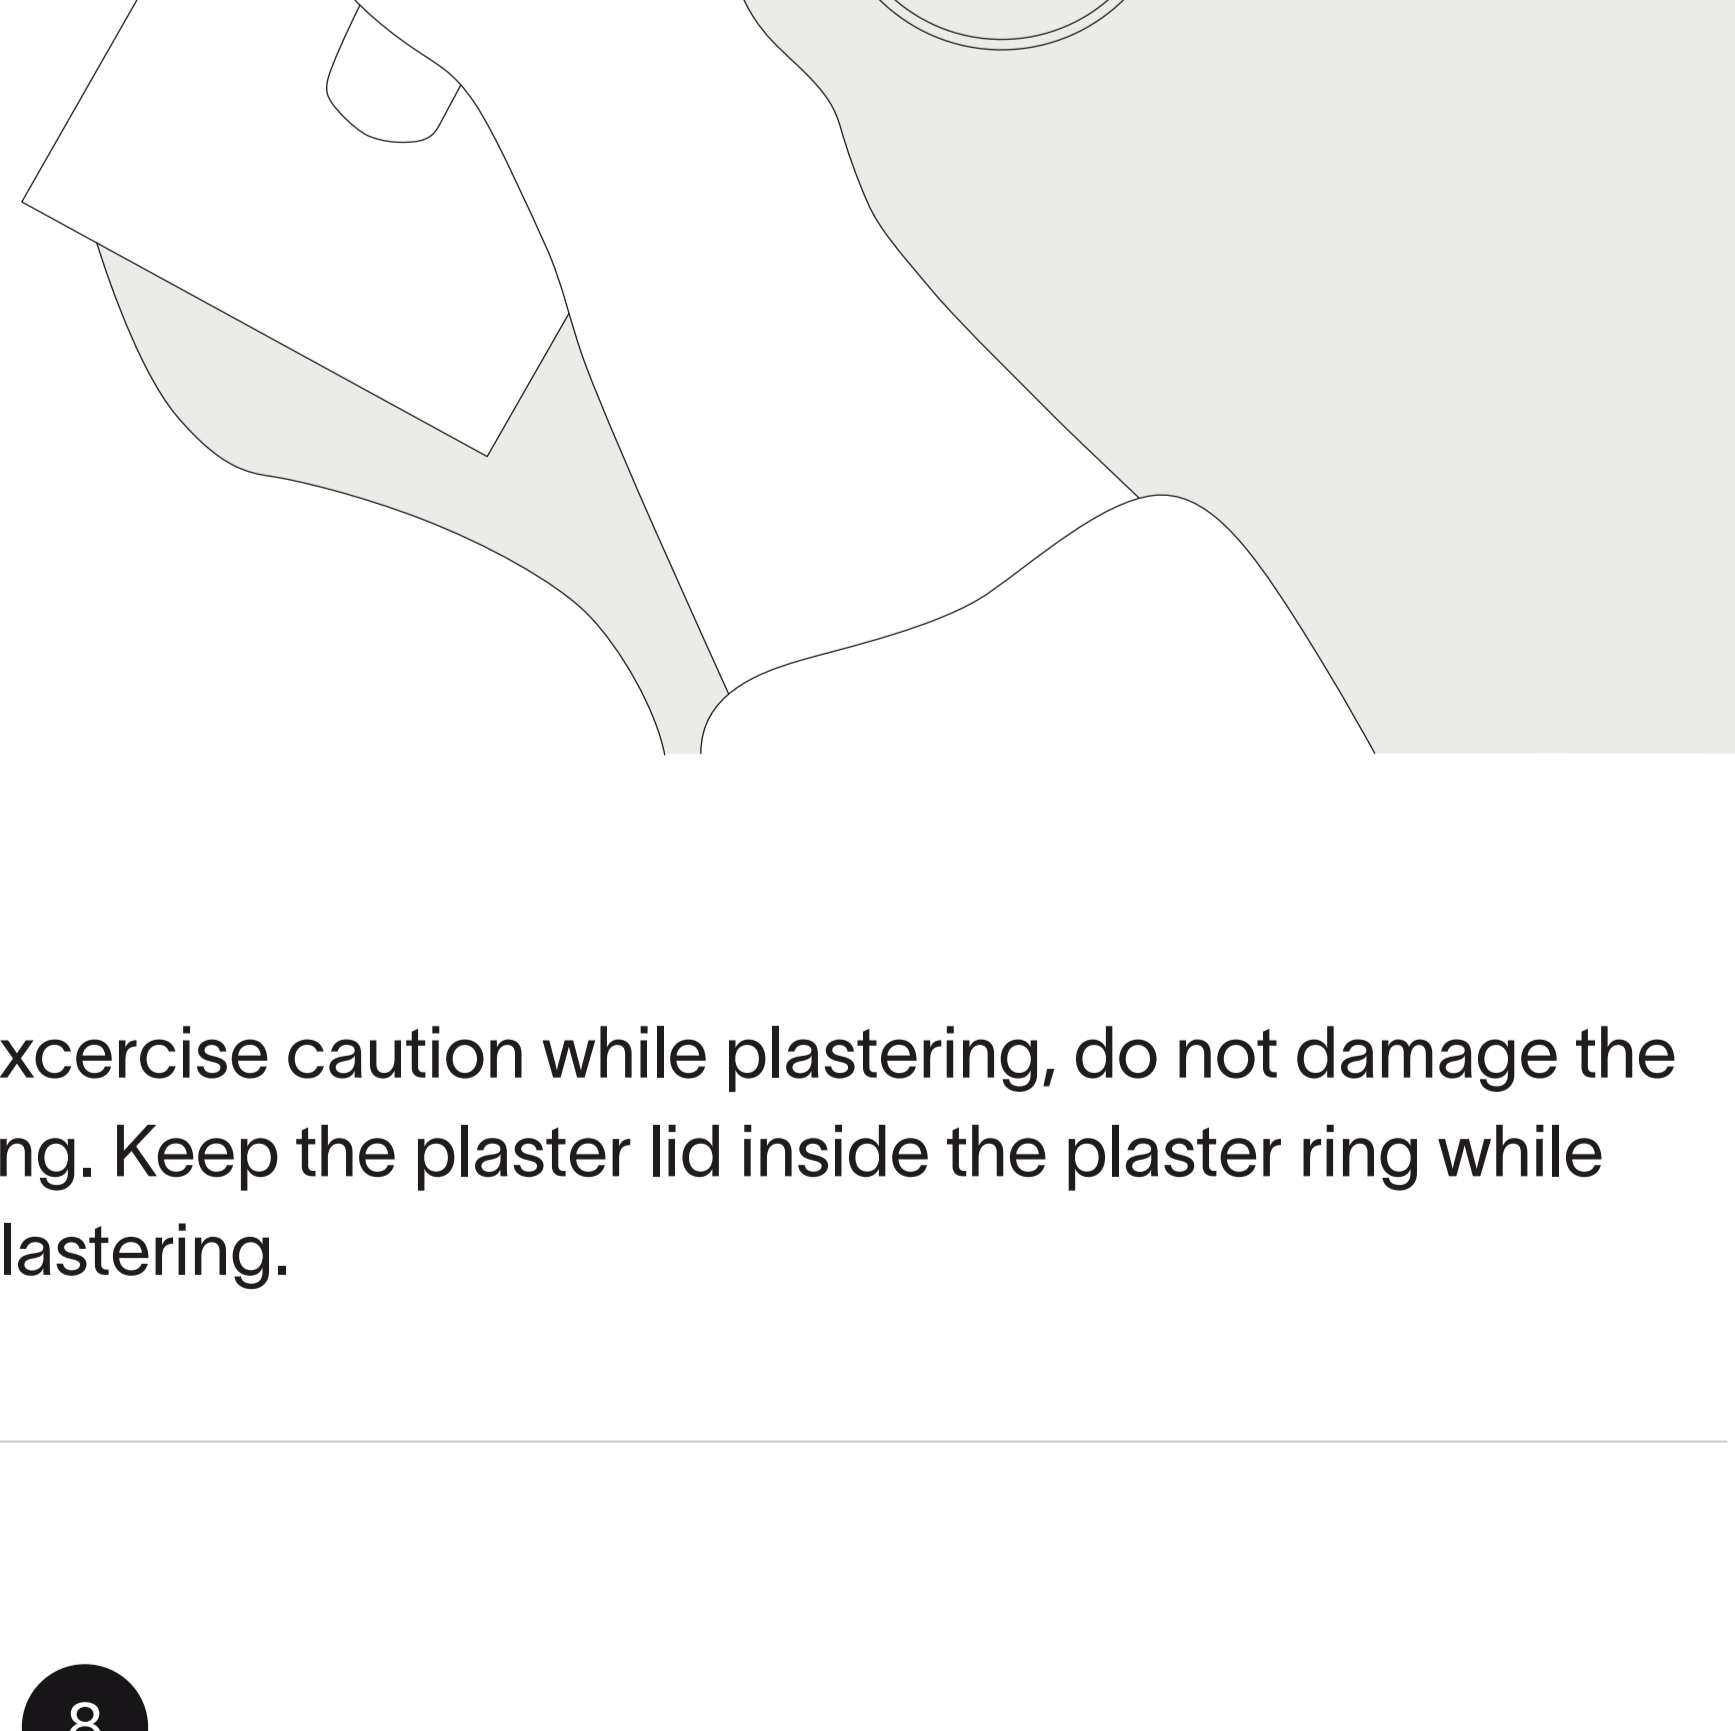 xcercise caution while plastering, do not damage the
ng. Keep the plaster lid inside the plaster ring while
lastering.
8